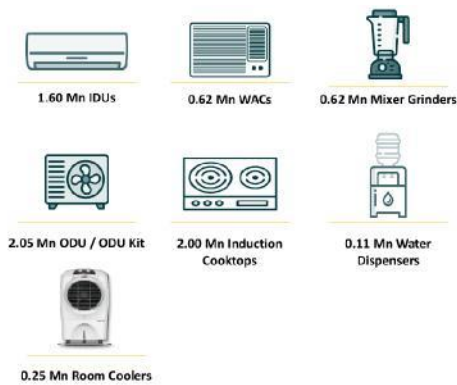 1.60 Mn IDUs
0.62 Mn WACs
0.62 Mn Mixer Grinders
2.05 Mn ODU / ODU Kit
2.00 Mn Induction
Cooktops
0.11 Mn Water
Dispensers
0.25 Mn Room Coolers